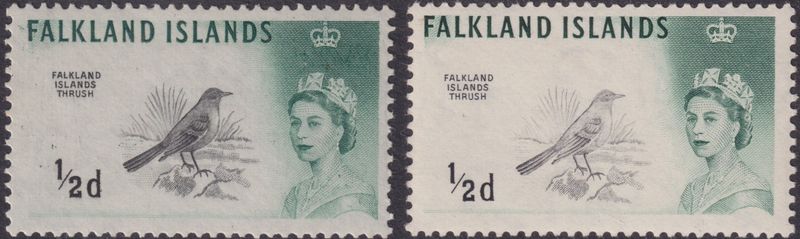 FALKLAND ISLANDS
FALKLAND
ISLANDS
THRUSH
½d
FALKLAND ISLANDS
FALKLAND
ISLANDS
THRUSH
½d